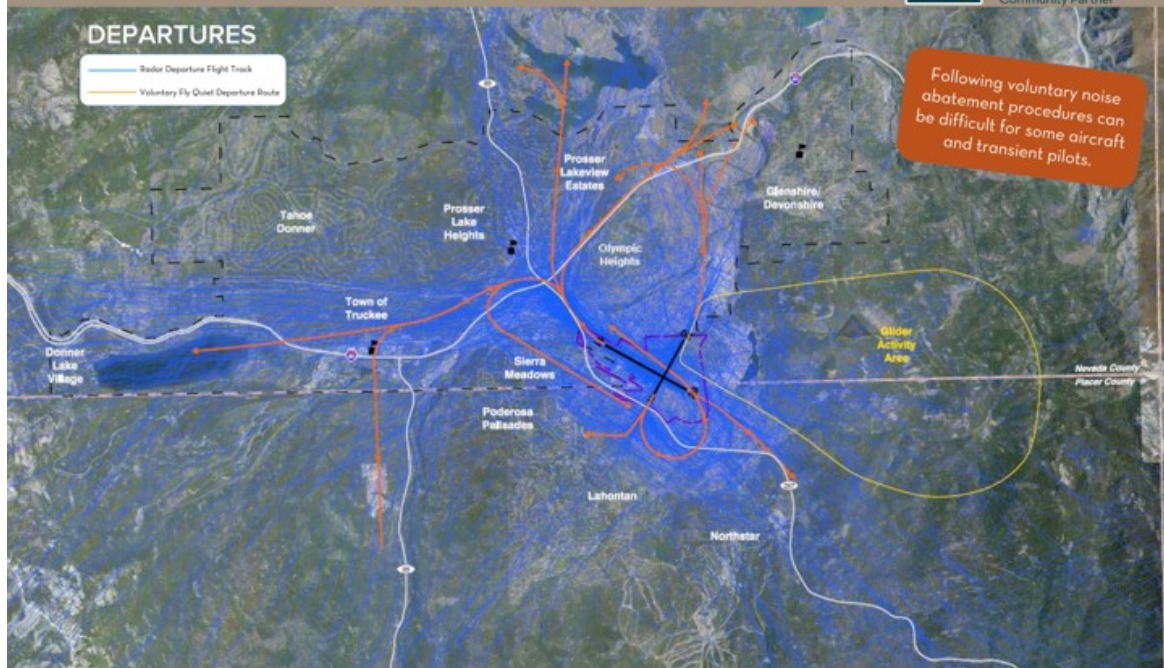 Community Partner
DEPARTURES
Radar Departure Flight Track
Voluntary Fly Quiet Departure Route
Following voluntary noise
abatement procedures can
be difficult for some aircraft
and transient pilots.
Prosser
Lakeview
Estates
Glenshire/
Devonshire
Tahoe
Donner
Prosser
Lake
Heights
Olympic
Heights
Town of
Truckee
Glider
Activity
Area
Donner
Lake
Village
Sierra
Meadows
Nevada County
Placer County
Poderosa
Palisades
Lahontan
Northstar